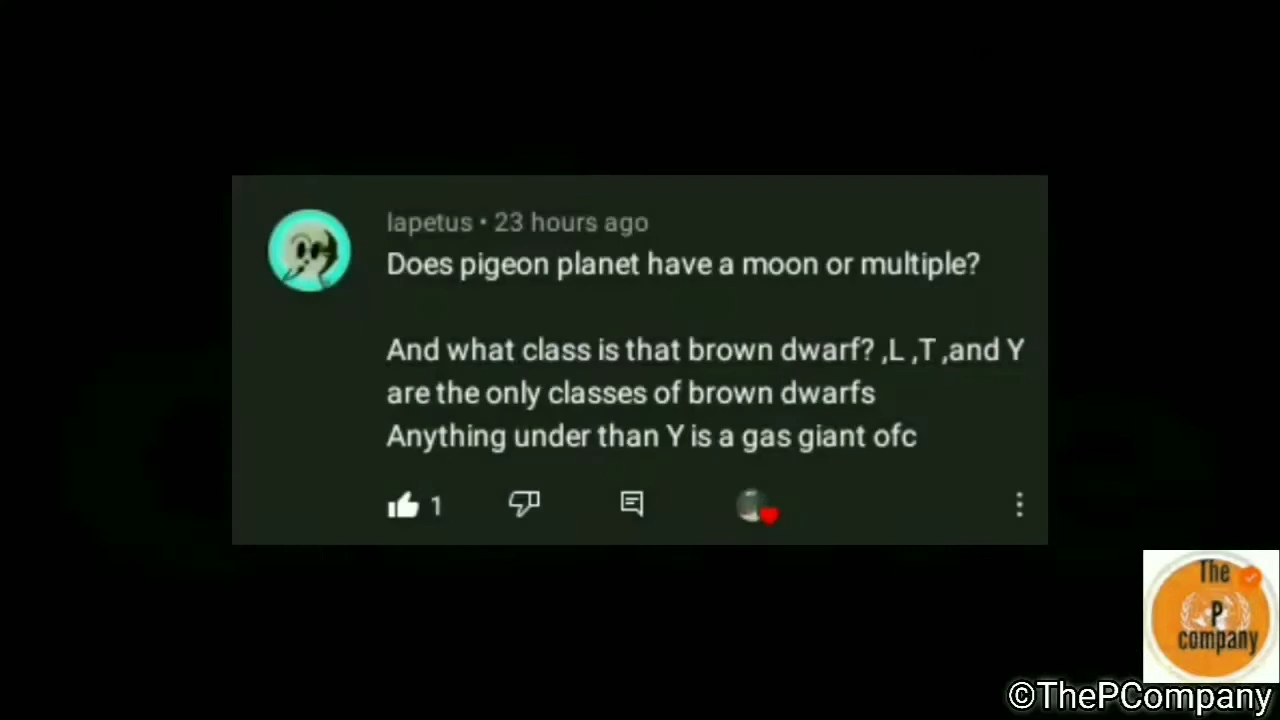 Iapetus • 23 hours ago
Does pigeon planet have a moon or multiple?
And what class is that brown dwarf? ,L ,T ,and Y
are the only classes of brown dwarfs
Anything under than Y is a gas giant ofc
1
The
P
company
©ThePCompany